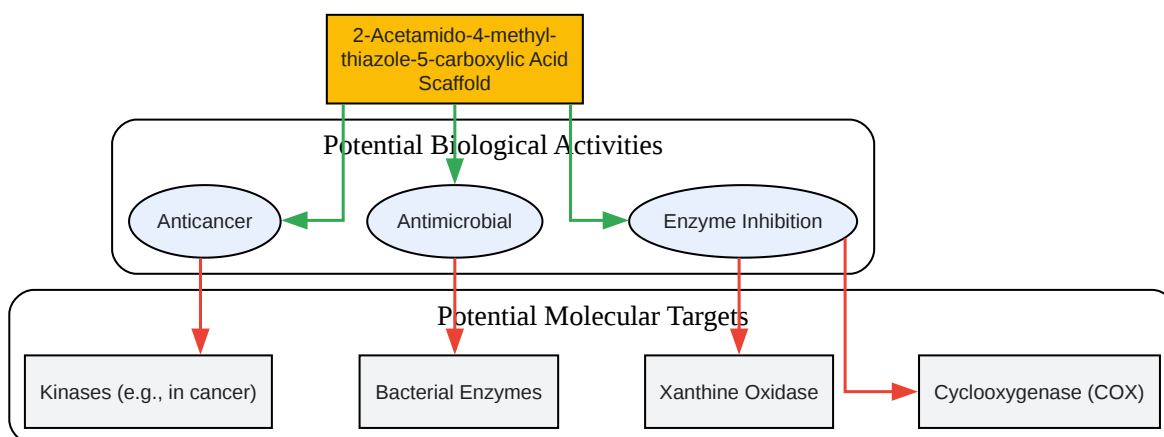 2-Acetamido-4-methyl-
thiazole-5-carboxylic Acid
Scaffold
Potential Biological Activities
Anticancer
Antimicrobial
Enzyme Inhibition
Potential Molecular Targets
Kinases (e.g., in cancer)
Bacterial Enzymes
Xanthine Oxidase
Cyclooxygenase (COX)